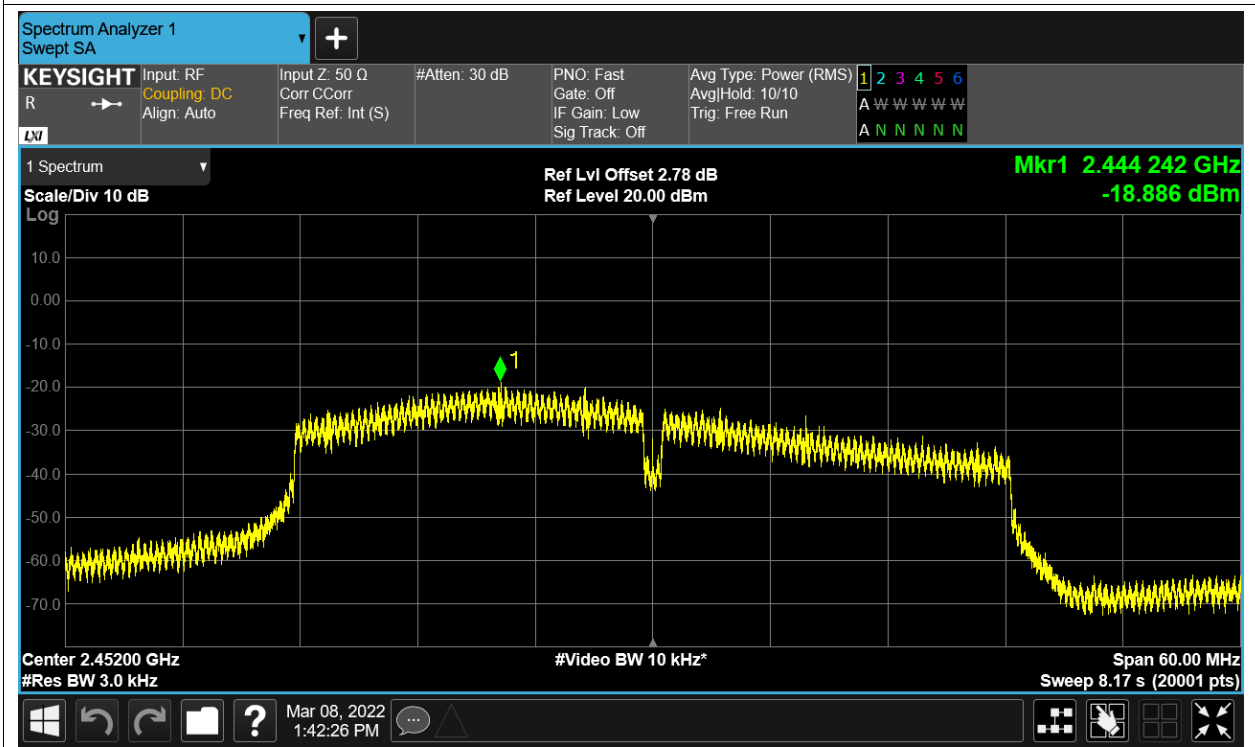 Spectrum Analyzer 1
Swept SA
KEYSIGHT
R
LXI
Input: RF
Coupling: DC
Align: Auto
Input Z: 50 Ω
Corr CCorr
Freq Ref: Int (S)
#Atten: 30 dB
PNO: Fast
Gate: Off
IF Gain: Low
Sig Track: Off
Avg Type: Power (RMS)
Avg|Hold: 10/10
Trig: Free Run
1 2 3 4 5 6
A W W W W W
A N N N N N
1 Spectrum
Scale/Div 10 dB
Log
Ref Lvl Offset 2.78 dB
Ref Level 20.00 dBm
Mkr1 2.444 242 GHz
-18.886 dBm
10.0
0.00
-10.0
1
-20.0
-30.0
-40.0
-50.0
-60.0
-70.0
Center 2.45200 GHz
#Res BW 3.0 kHz
#Video BW 10 kHz*
Span 60.00 MHz
Sweep 8.17 s (20001 pts)
?
Mar 08, 2022
1:42:26 PM